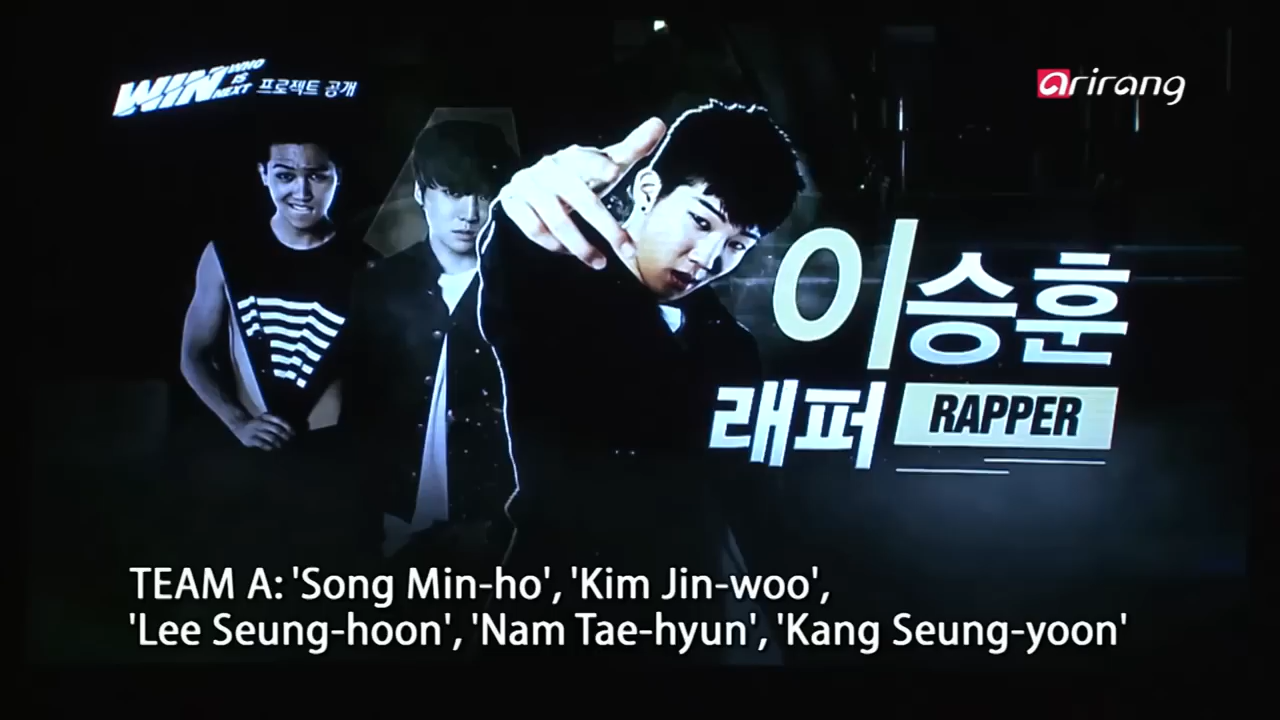 WIN WHO IS NEXT 프로젝트 공개
arirang
이승훈
래퍼 RAPPER
TEAM A: 'Song Min-ho', 'Kim Jin-woo',
'Lee Seung-hoon', 'Nam Tae-hyun', 'Kang Seung-yoon'